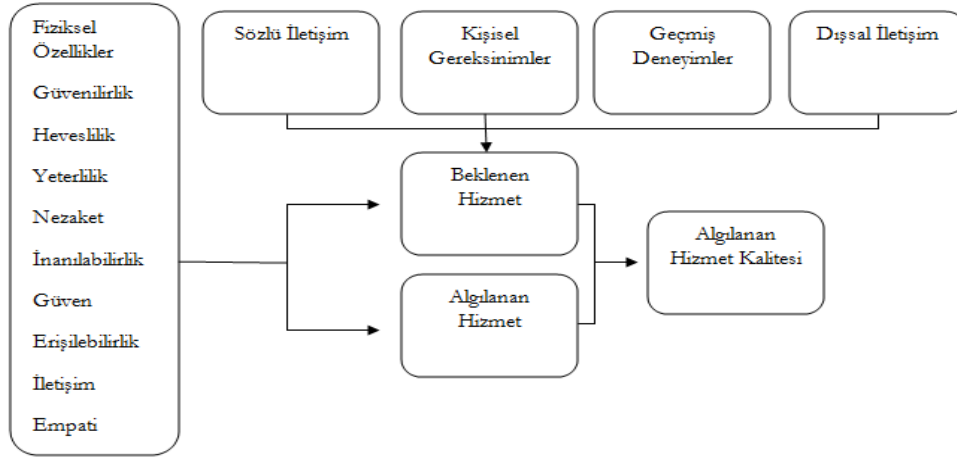 Fiziksel
Özellikler
Güvenilirlik
Heveslilik
Yeterlilik
Nezaket
İnanılabilirlik
Güven
Erişilebilirlik
İletişim
Empati
Sözlü İletişim
Kişisel
Gereksinimler
Geçmiş
Deneyimler
Dışsal İletişim
Beklenen
Hizmet
Algılanan
Hizmet
Algılanan
Hizmet Kalitesi